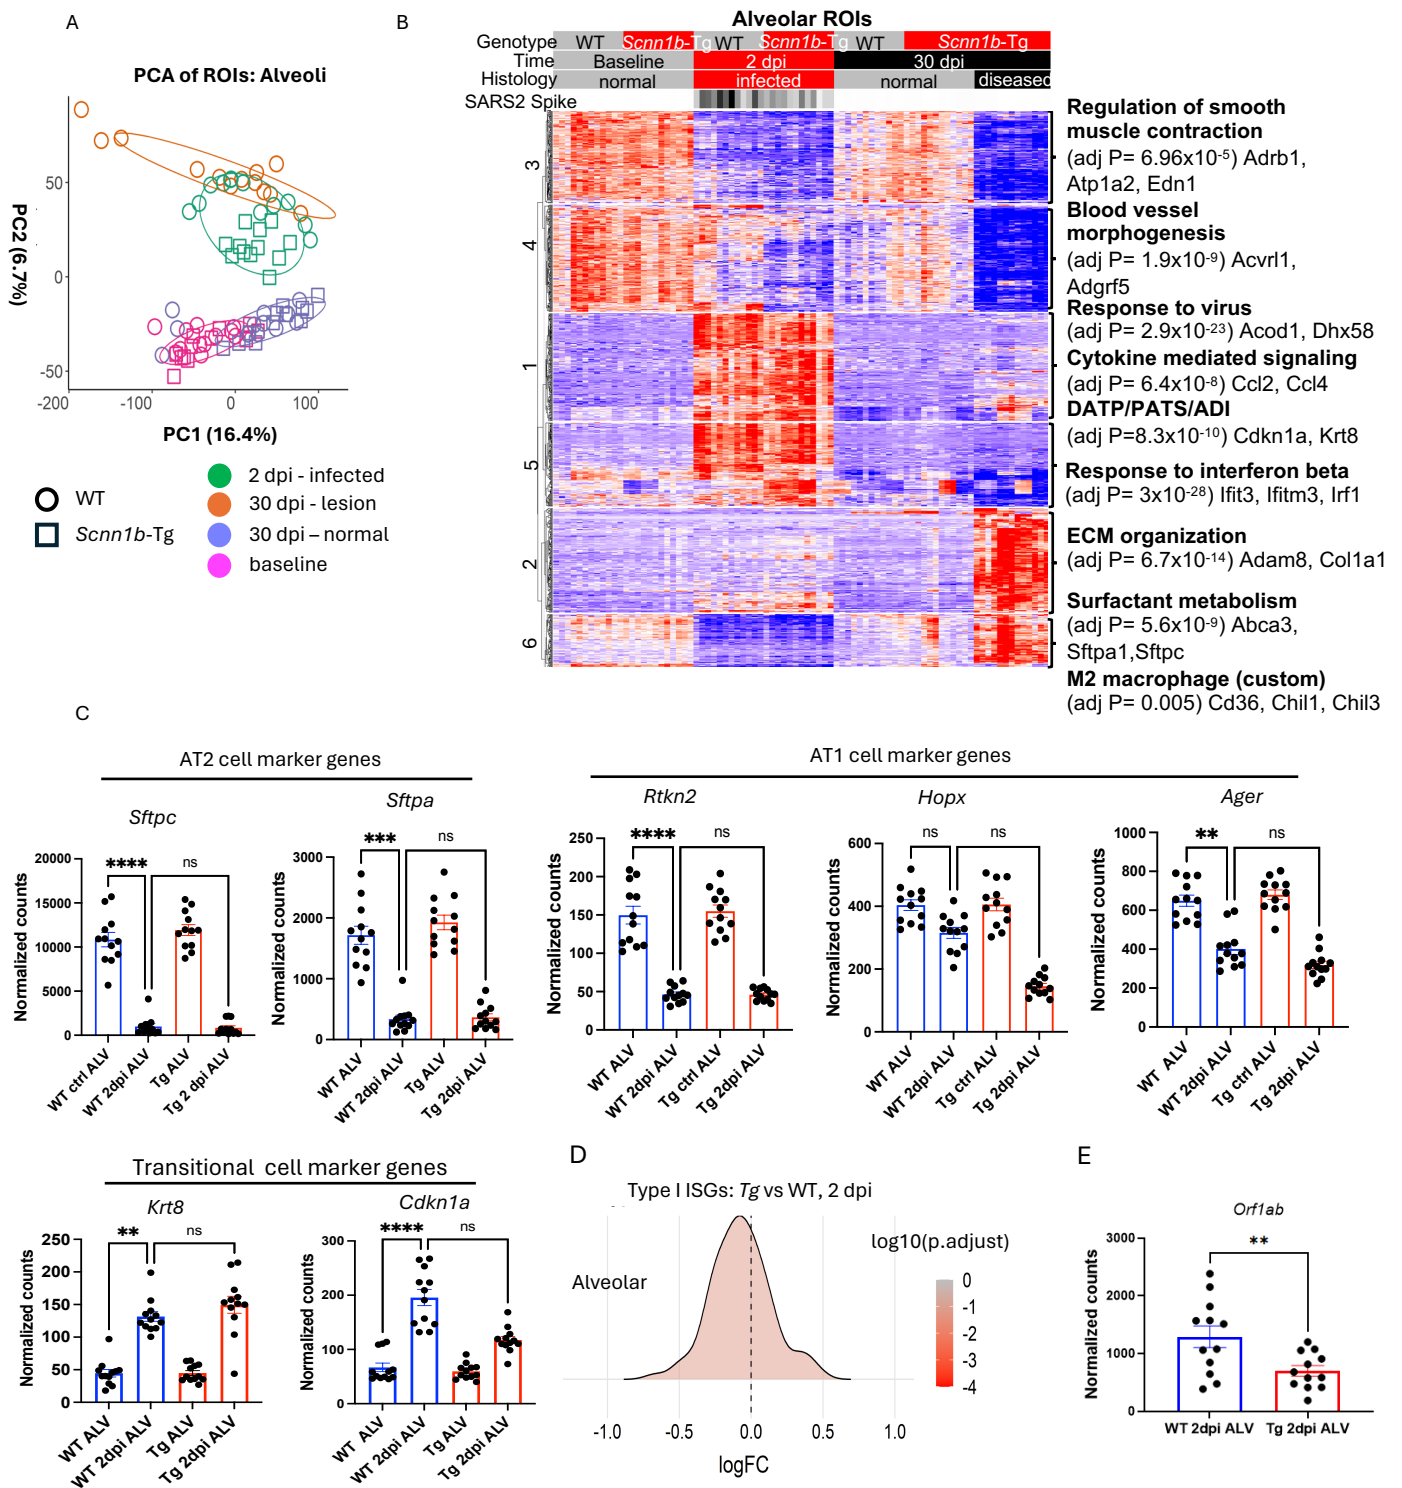 A
PCA of ROIs: Alveoli
50
0
-50
-200
-100
0
100
PC2 (6.7%)
PC1 (16.4%)
WT
Scnn1b-Tg
2 dpi - infected
30 dpi - lesion
30 dpi – normal
baseline
B
Alveolar ROIs
Genotype WT Scnn1b-Tg WT Scnn1b-Tg WT Scnn1b-Tg
Time Baseline 2 dpi 30 dpi
Histology normal infected normal diseased
SARS2 Spike
3
4
1
5
2
6
Regulation of smooth
muscle contraction
(adj P= 6.96x10-5) Adrb1,
Atp1a2, Edn1
Blood vessel
morphogenesis
(adj P= 1.9x10-9) Acvrl1,
Adgrf5
Response to virus
(adj P= 2.9x10-23) Acod1, Dhx58
Cytokine mediated signaling
(adj P= 6.4x10-8) Ccl2, Ccl4
DATP/PATS/ADI
(adj P=8.3x10-10) Cdkn1a, Krt8
Response to interferon beta
(adj P= 3x10-28) Ifit3, Ifitm3, Irf1
ECM organization
(adj P= 6.7x10-14) Adam8, Col1a1
Surfactant metabolism
(adj P= 5.6x10-9) Abca3,
Sftpa1,Sftpc
M2 macrophage (custom)
(adj P= 0.005) Cd36, Chil1, Chil3
C
AT2 cell marker genes
Sftpc
**** ns
Normalized counts
20000
15000
10000
5000
0
WT ctrl ALV
WT 2dpi ALV
Tg ALV
Tg 2 dpi ALV
Sftpa
*** ns
Normalized counts
3000
2000
1000
0
WT ALV
WT 2dpi ALV
Tg ALV
Tg 2dpi ALV
AT1 cell marker genes
Rtkn2
**** ns
Normalized counts
250
200
150
100
50
0
WT ALV
WT 2dpi ALV
Tg ctrl ALV
Tg 2dpi ALV
Hopx
ns ns
Normalized counts
600
400
200
0
WT ALV
WT 2dpi ALV
Tg ctrl ALV
Tg 2dpi ALV
Ager
** ns
Normalized counts
1000
800
600
400
200
0
WT ALV
WT 2dpi ALV
Tg ctrl ALV
Tg 2dpi ALV
Transitional cell marker genes
Krt8
** ns
Normalized counts
250
200
150
100
50
0
WT ALV
WT 2dpi ALV
Tg ALV
Tg 2dpi ALV
Cdkn1a
**** ns
Normalized counts
300
200
100
0
WT ALV
WT 2dpi ALV
Tg ALV
Tg 2dpi ALV
D
Type I ISGs: Tg vs WT, 2 dpi
Alveolar
log10(p.adjust)
0
-1
-2
-3
-4
-1.0 -0.5 0.0 0.5 1.0
logFC
E
Orf1ab
**
Normalized counts
3000
2000
1000
0
WT 2dpi ALV Tg 2dpi ALV